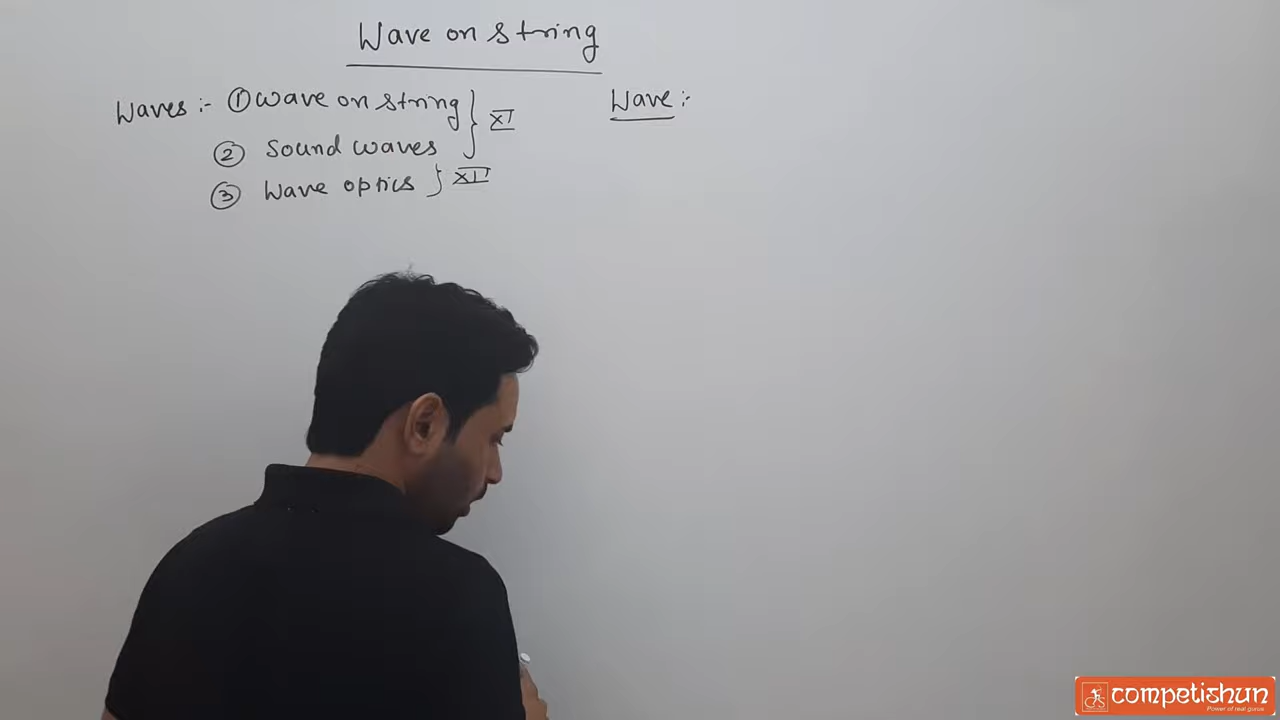 Wave on string
Waves :- ① Wave on string } XI
② Sound waves
③ Wave optics } XII
Wave :-
competishun
Power of real gurus